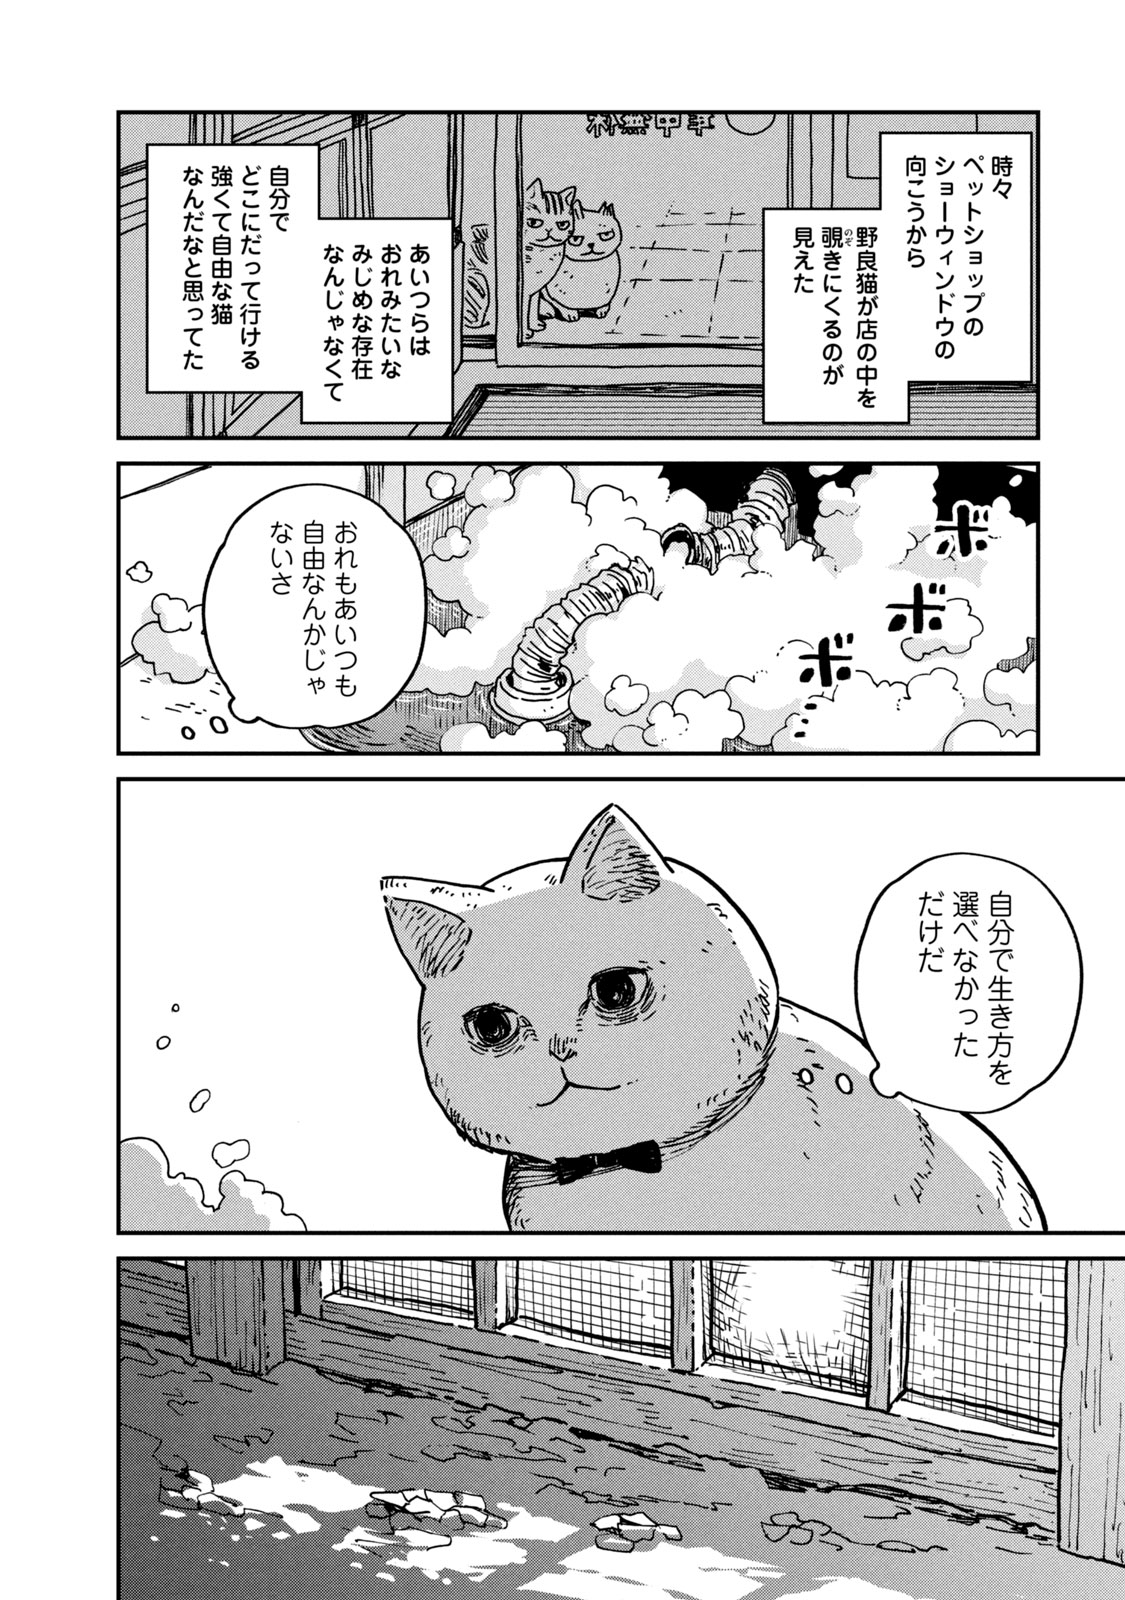 時々
ペットショップの
ショーウィンドウの
向こうから
野良猫が店の中を
覗きにくるのが
見えた
あいつらは
おれみたいな
みじめな存在
なんじゃなくて
自分で
どこにだって行ける
強くて自由な猫
なんだなと思ってた
ボ
ボ
ボ
おれもあいつも
自由なんかじゃ
ないさ
自分で生き方を
選べなかった
だけだ